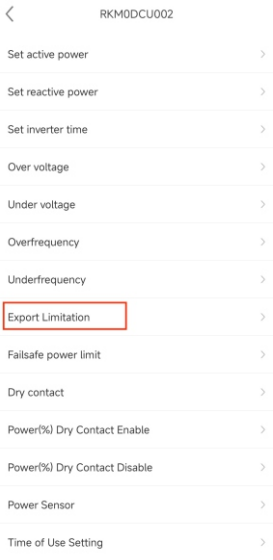 RKM0DCU002
Set active power
Set reactive power
Set inverter time
Over voltage
Under voltage
Overfrequency
Underfrequency
Export Limitation
Failsafe power limit
Dry contact
Power(%) Dry Contact Enable
Power(%) Dry Contact Disable
Power Sensor
Time of Use Setting